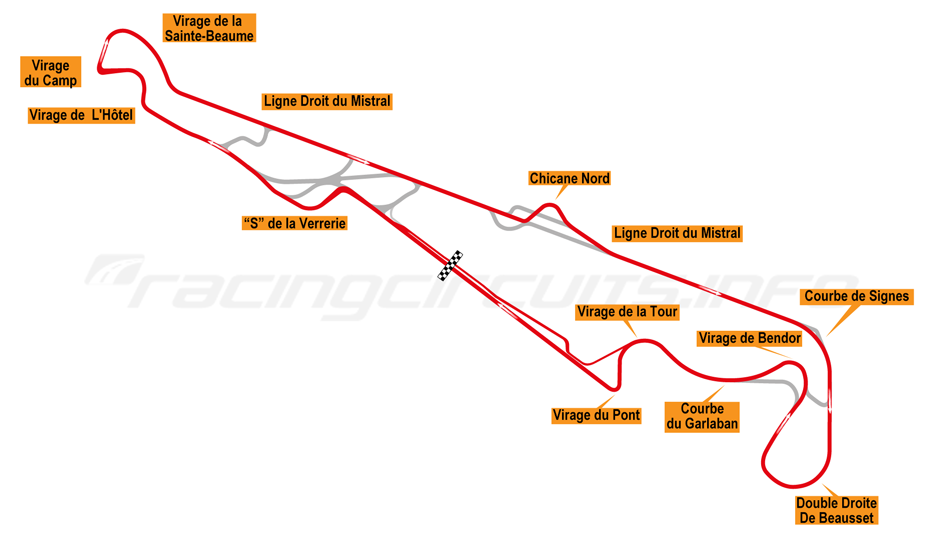 Virage de la
Sainte-Beaume
Virage
du Camp
Ligne Droit du Mistral
Virage de L'Hôtel
Chicane Nord
“S” de la Verrerie
Ligne Droit du Mistral
racingcircuits.info
Courbe de Signes
Virage de la Tour
Virage de Bendor
Virage du Pont
Courbe
du Garlaban
Double Droite
De Beausset